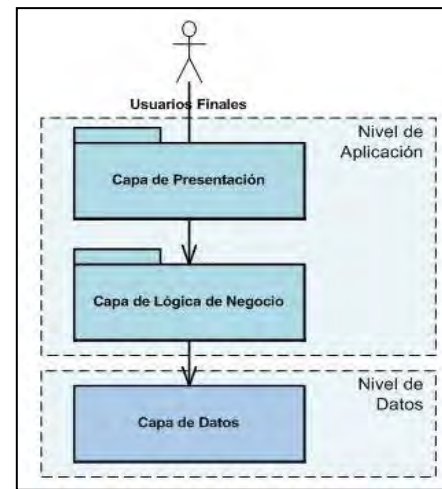 Usuarios Finales
Nivel de
Aplicación
Capa de Presentación
Capa de Lógica de Negocio
Nivel de
Datos
Capa de Datos